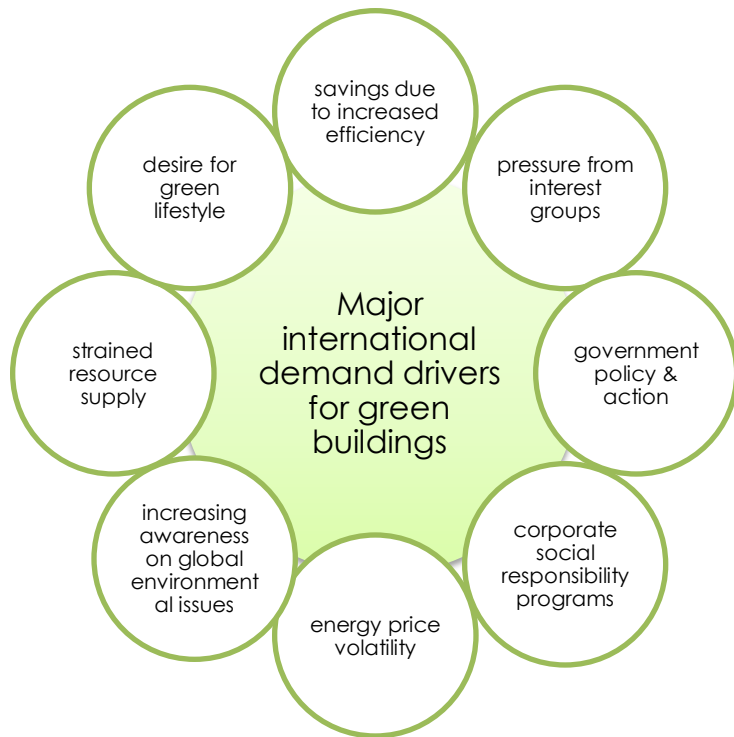 savings due
to increased
efficiency
pressure from
interest
groups
government
policy &
action
corporate
social
responsibility
programs
energy price
volatility
increasing
awareness
on global
environment
al issues
strained
resource
supply
desire for
green
lifestyle
Major
international
demand drivers
for green
buildings